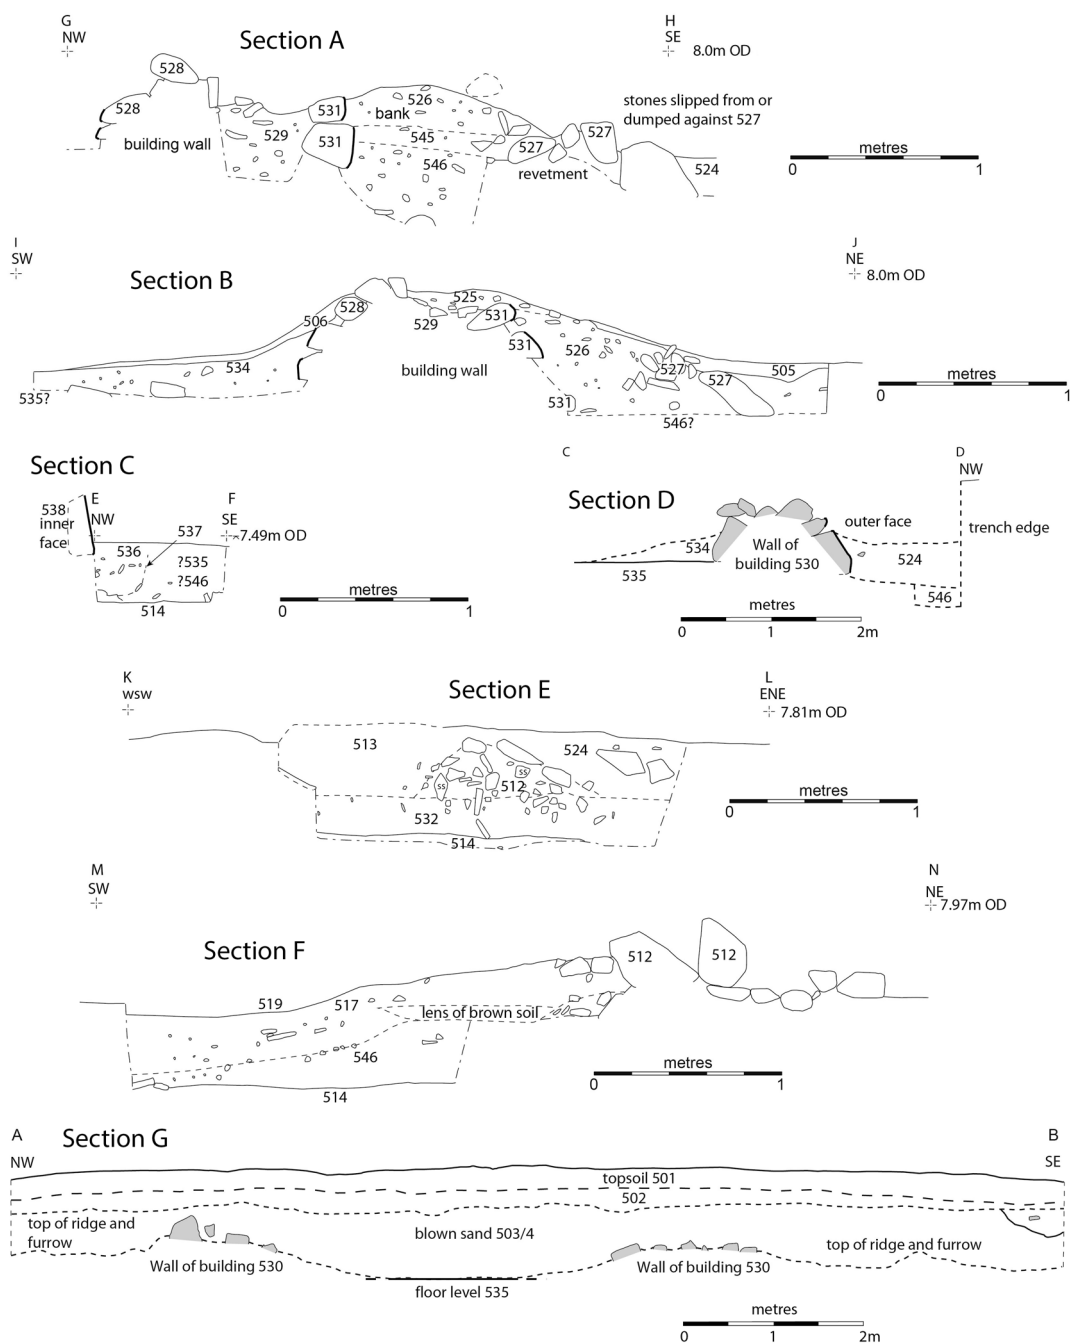 G
NW
Section A
H
SE
8.0m OD
528
528
526
bank
531
531
529
545
546
527
527
building wall
revetment
stones slipped from or
dumped against 527
524
metres
0 1
I
SW
Section B
J
NE
8.0m OD
525
528
506
529
531
531
526
534
building wall
527
527
505
535?
531
546?
metres
0 1
Section C
538
inner
face
E
NW
F
SE
7.49m OD
537
536
?535
?546
514
metres
0 1
C
D
NW
Section D
outer face
trench edge
534
Wall of
building 530
524
535
546
metres
0 1 2m
K
wsw
Section E
L
ENE
7.81m OD
513
524
ss
ss
512
532
514
metres
0 1
M
SW
Section F
N
NE
7.97m OD
512
512
519
517
lens of brown soil
546
514
metres
0 1
A
Section G
B
NW
SE
topsoil 501
502
top of ridge and
furrow
blown sand 503/4
top of ridge and furrow
Wall of building 530
Wall of building 530
floor level 535
metres
0 1 2m